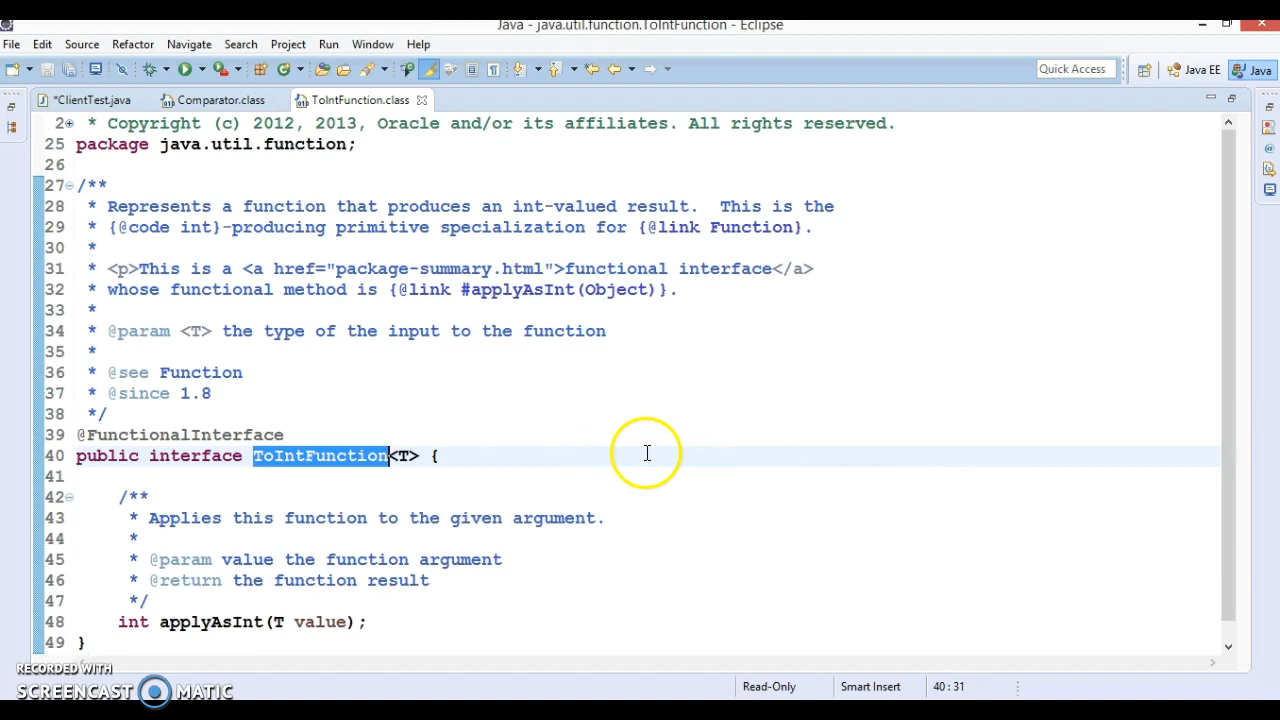 Java - java.util.function.ToIntFunction - Eclipse
File Edit Source Refactor Navigate Search Project Run Window Help
Quick Access Java EE Java
*ClientTest.java Comparator.class ToIntFunction.class
2 * Copyright (c) 2012, 2013, Oracle and/or its affiliates. All rights reserved.
25 package java.util.function;
26
27 /**
28 * Represents a function that produces an int-valued result.  This is the
29 * {@code int}-producing primitive specialization for {@link Function}.
30 *
31 * <p>This is a <a href="package-summary.html">functional interface</a>
32 * whose functional method is {@link #applyAsInt(Object)}.
33 *
34 * @param <T> the type of the input to the function
35 *
36 * @see Function
37 * @since 1.8
38 */
39 @FunctionalInterface
40 public interface ToIntFunction<T> {
41
42 /**
43 * Applies this function to the given argument.
44 *
45 * @param value the function argument
46 * @return the function result
47 */
48 int applyAsInt(T value);
49 }
RECORDED WITH
SCREENCAST MATIC
Read-Only Smart Insert 40 : 31